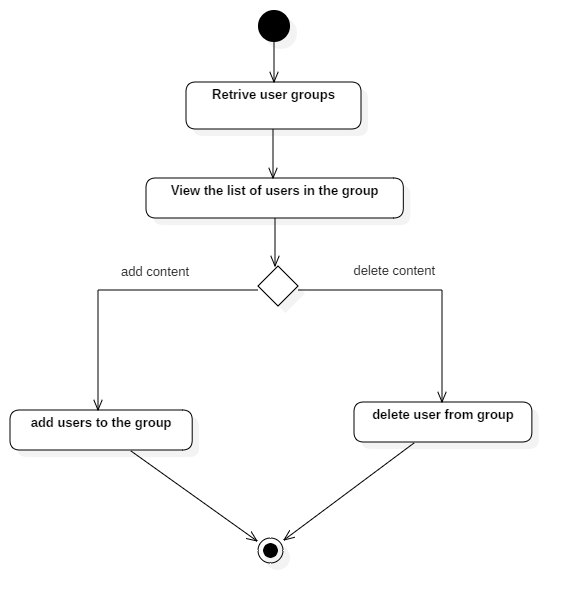 Retrive user groups
View the list of users in the group
add content
delete content
add users to the group
delete user from group